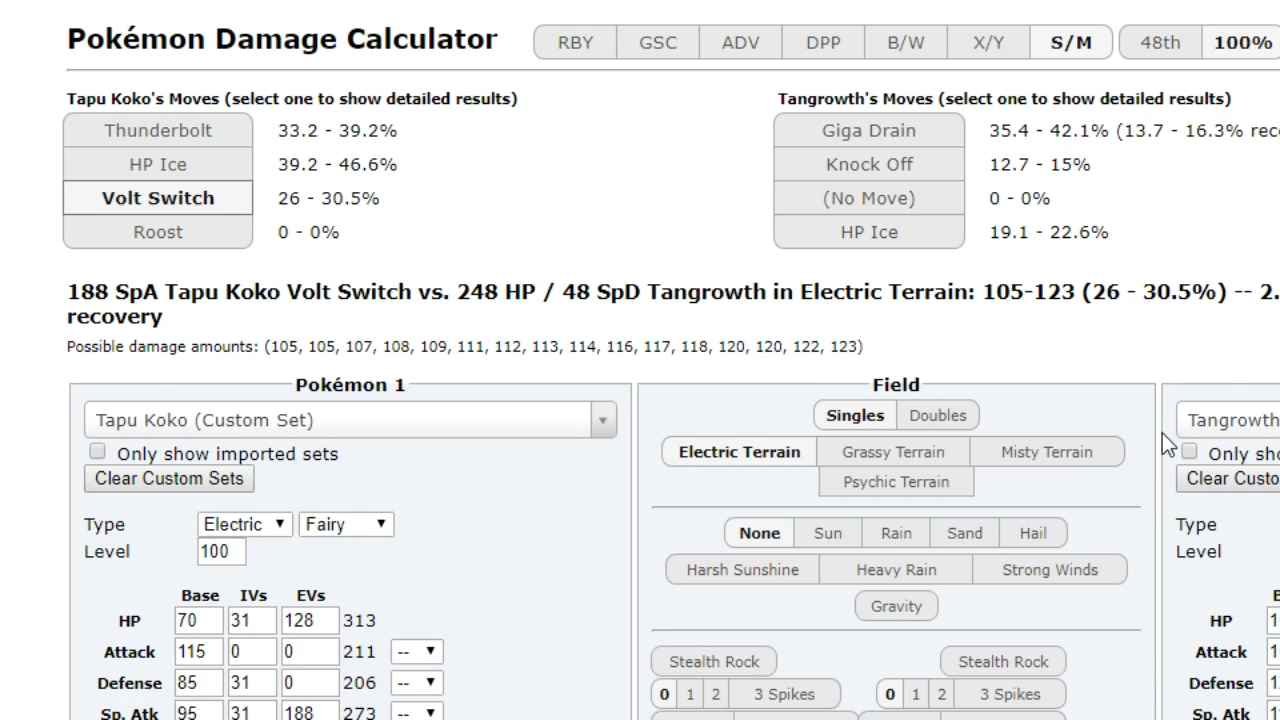 Pokémon Damage Calculator RBY GSC ADV DPP B/W X/Y S/M 48th 100%
Tapu Koko's Moves (select one to show detailed results) Tangrowth's Moves (select one to show detailed results)
Thunderbolt 33.2 - 39.2% Giga Drain 35.4 - 42.1% (13.7 - 16.3% reco
HP Ice 39.2 - 46.6% Knock Off 12.7 - 15%
Volt Switch 26 - 30.5% (No Move) 0 - 0%
Roost 0 - 0% HP Ice 19.1 - 22.6%
188 SpA Tapu Koko Volt Switch vs. 248 HP / 48 SpD Tangrowth in Electric Terrain: 105-123 (26 - 30.5%) -- 2.
recovery
Possible damage amounts: (105, 105, 107, 108, 109, 111, 112, 113, 114, 116, 117, 118, 120, 120, 122, 123)
Pokémon 1 Field
Tapu Koko (Custom Set) Singles Doubles Tangrowth
Only show imported sets Electric Terrain Grassy Terrain Misty Terrain Only sho
Clear Custom Sets Psychic Terrain Clear Custo
Type Electric Fairy None Sun Rain Sand Hail Type
Level 100 Harsh Sunshine Heavy Rain Strong Winds Level
Base IVs EVs Gravity
HP 70 31 128 313 HP
Attack 115 0 0 211 -- Stealth Rock Stealth Rock Attack
Defense 85 31 0 206 -- 0 1 2 3 Spikes 0 1 2 3 Spikes Defense
Sp. Atk 95 31 188 273 -- Sp. Atk